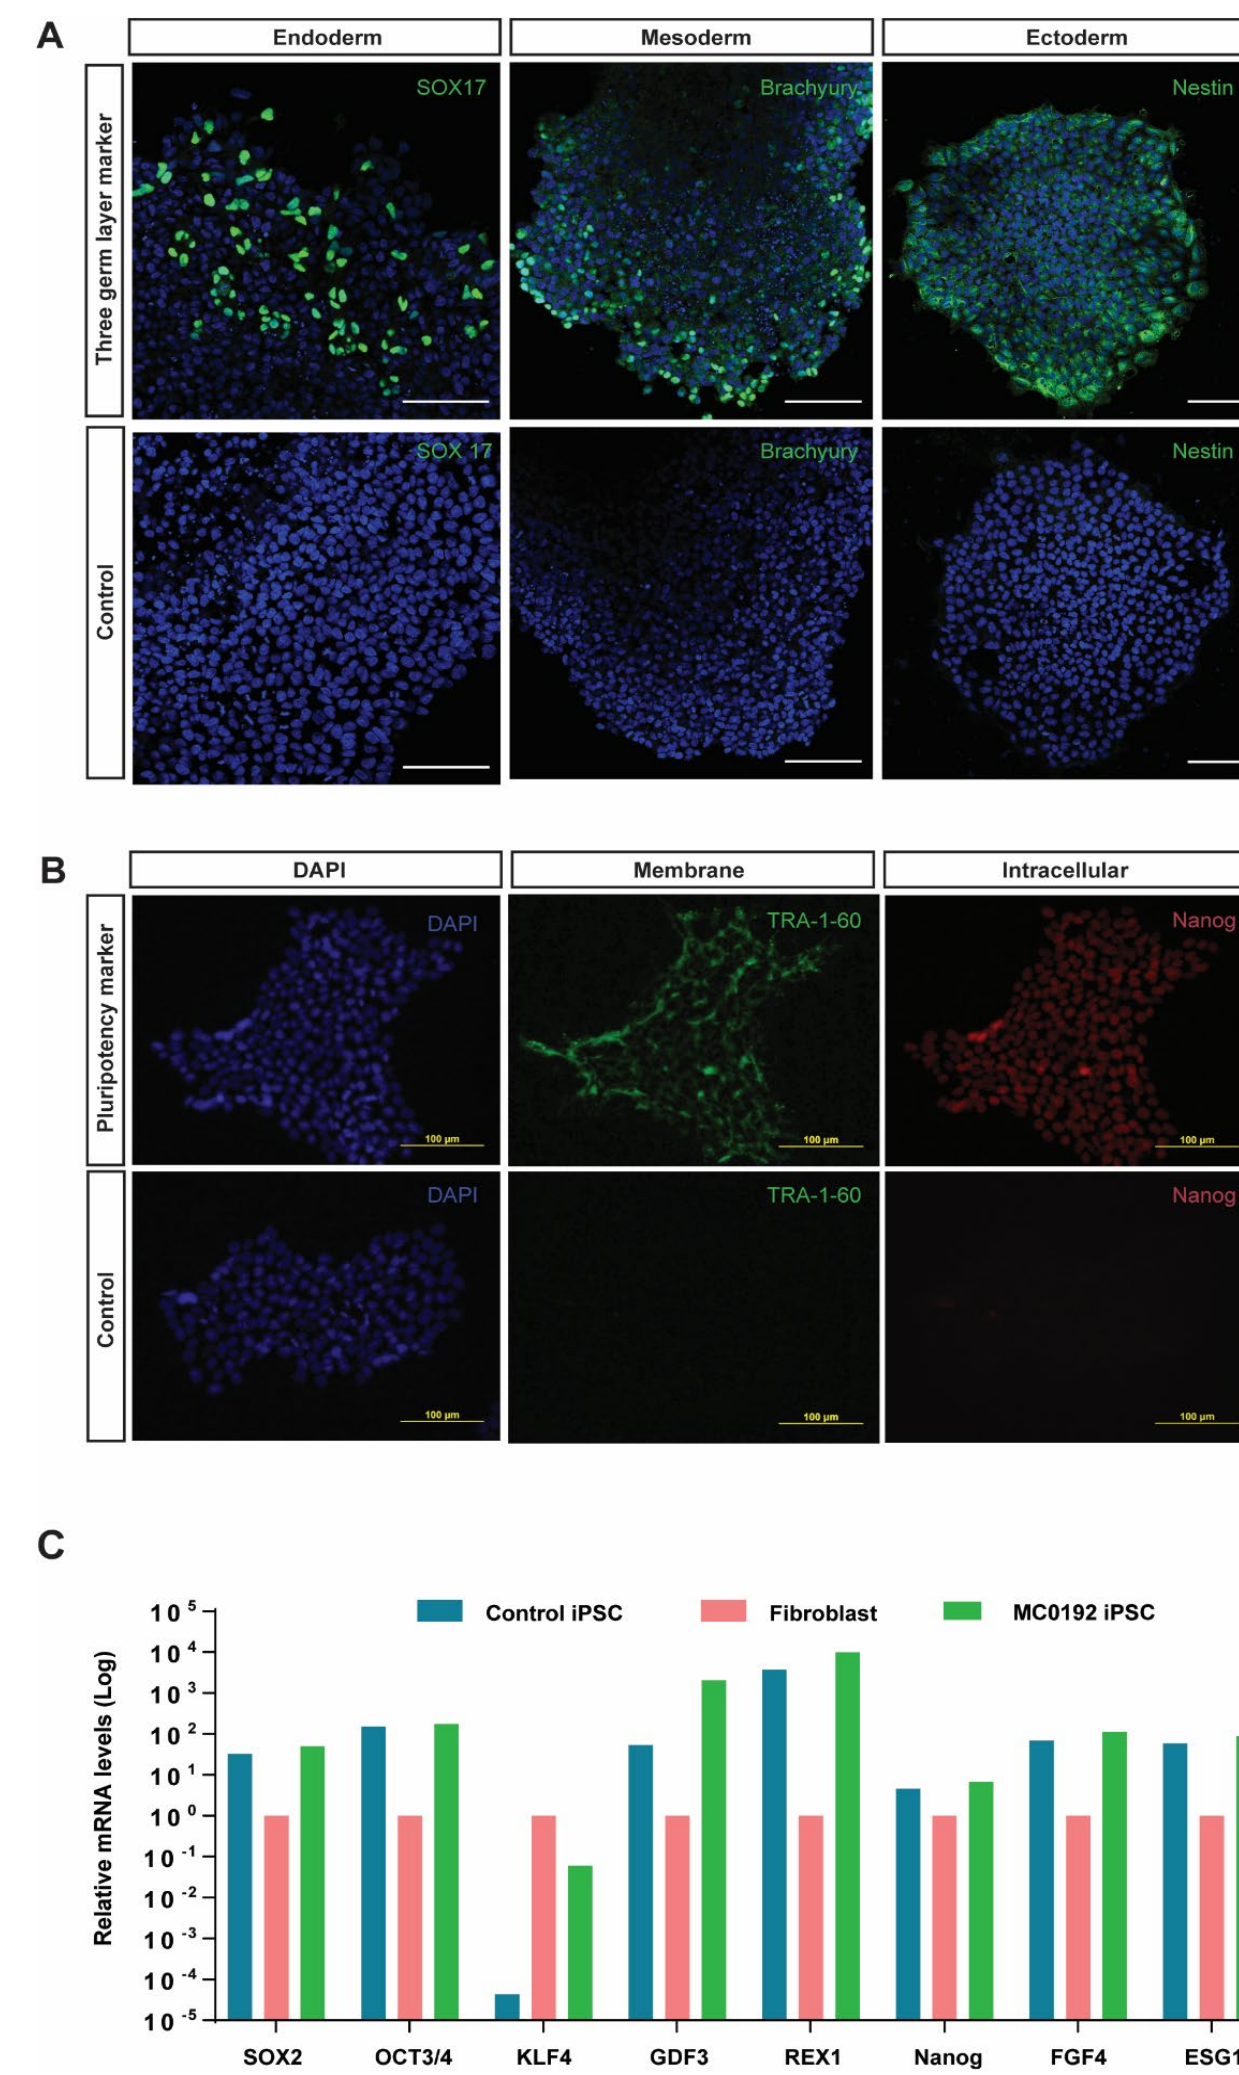 A
Endoderm
Mesoderm
Ectoderm
Three germ layer marker
SOX17
Brachyury
Nestin
Control
SOX 17
Brachyury
Nestin
B
DAPI
Membrane
Intracellular
Pluripotency marker
DAPI
TRA-1-60
Nanog
100 µm
100 µm
100 µm
Control
DAPI
TRA-1-60
Nanog
100 µm
100 µm
100 µm
C
Control iPSC
Fibroblast
MC0192 iPSC
Relative mRNA levels (Log)
10 5
10 4
10 3
10 2
10 1
10 0
10 -1
10 -2
10 -3
10 -4
10 -5
SOX2
OCT3/4
KLF4
GDF3
REX1
Nanog
FGF4
ESG1